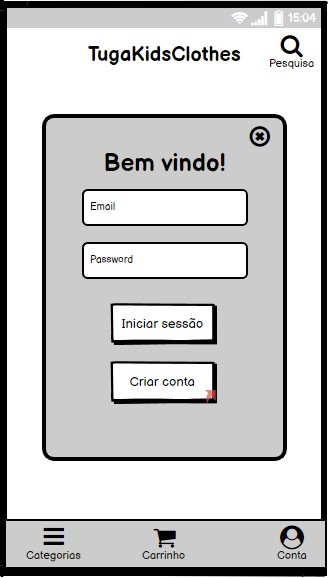 15:04
TugaKidsClothes
Pesquisa
Bem vindo!
Email
Password
Iniciar sessão
Criar conta
Categorias
Carrinho
Conta